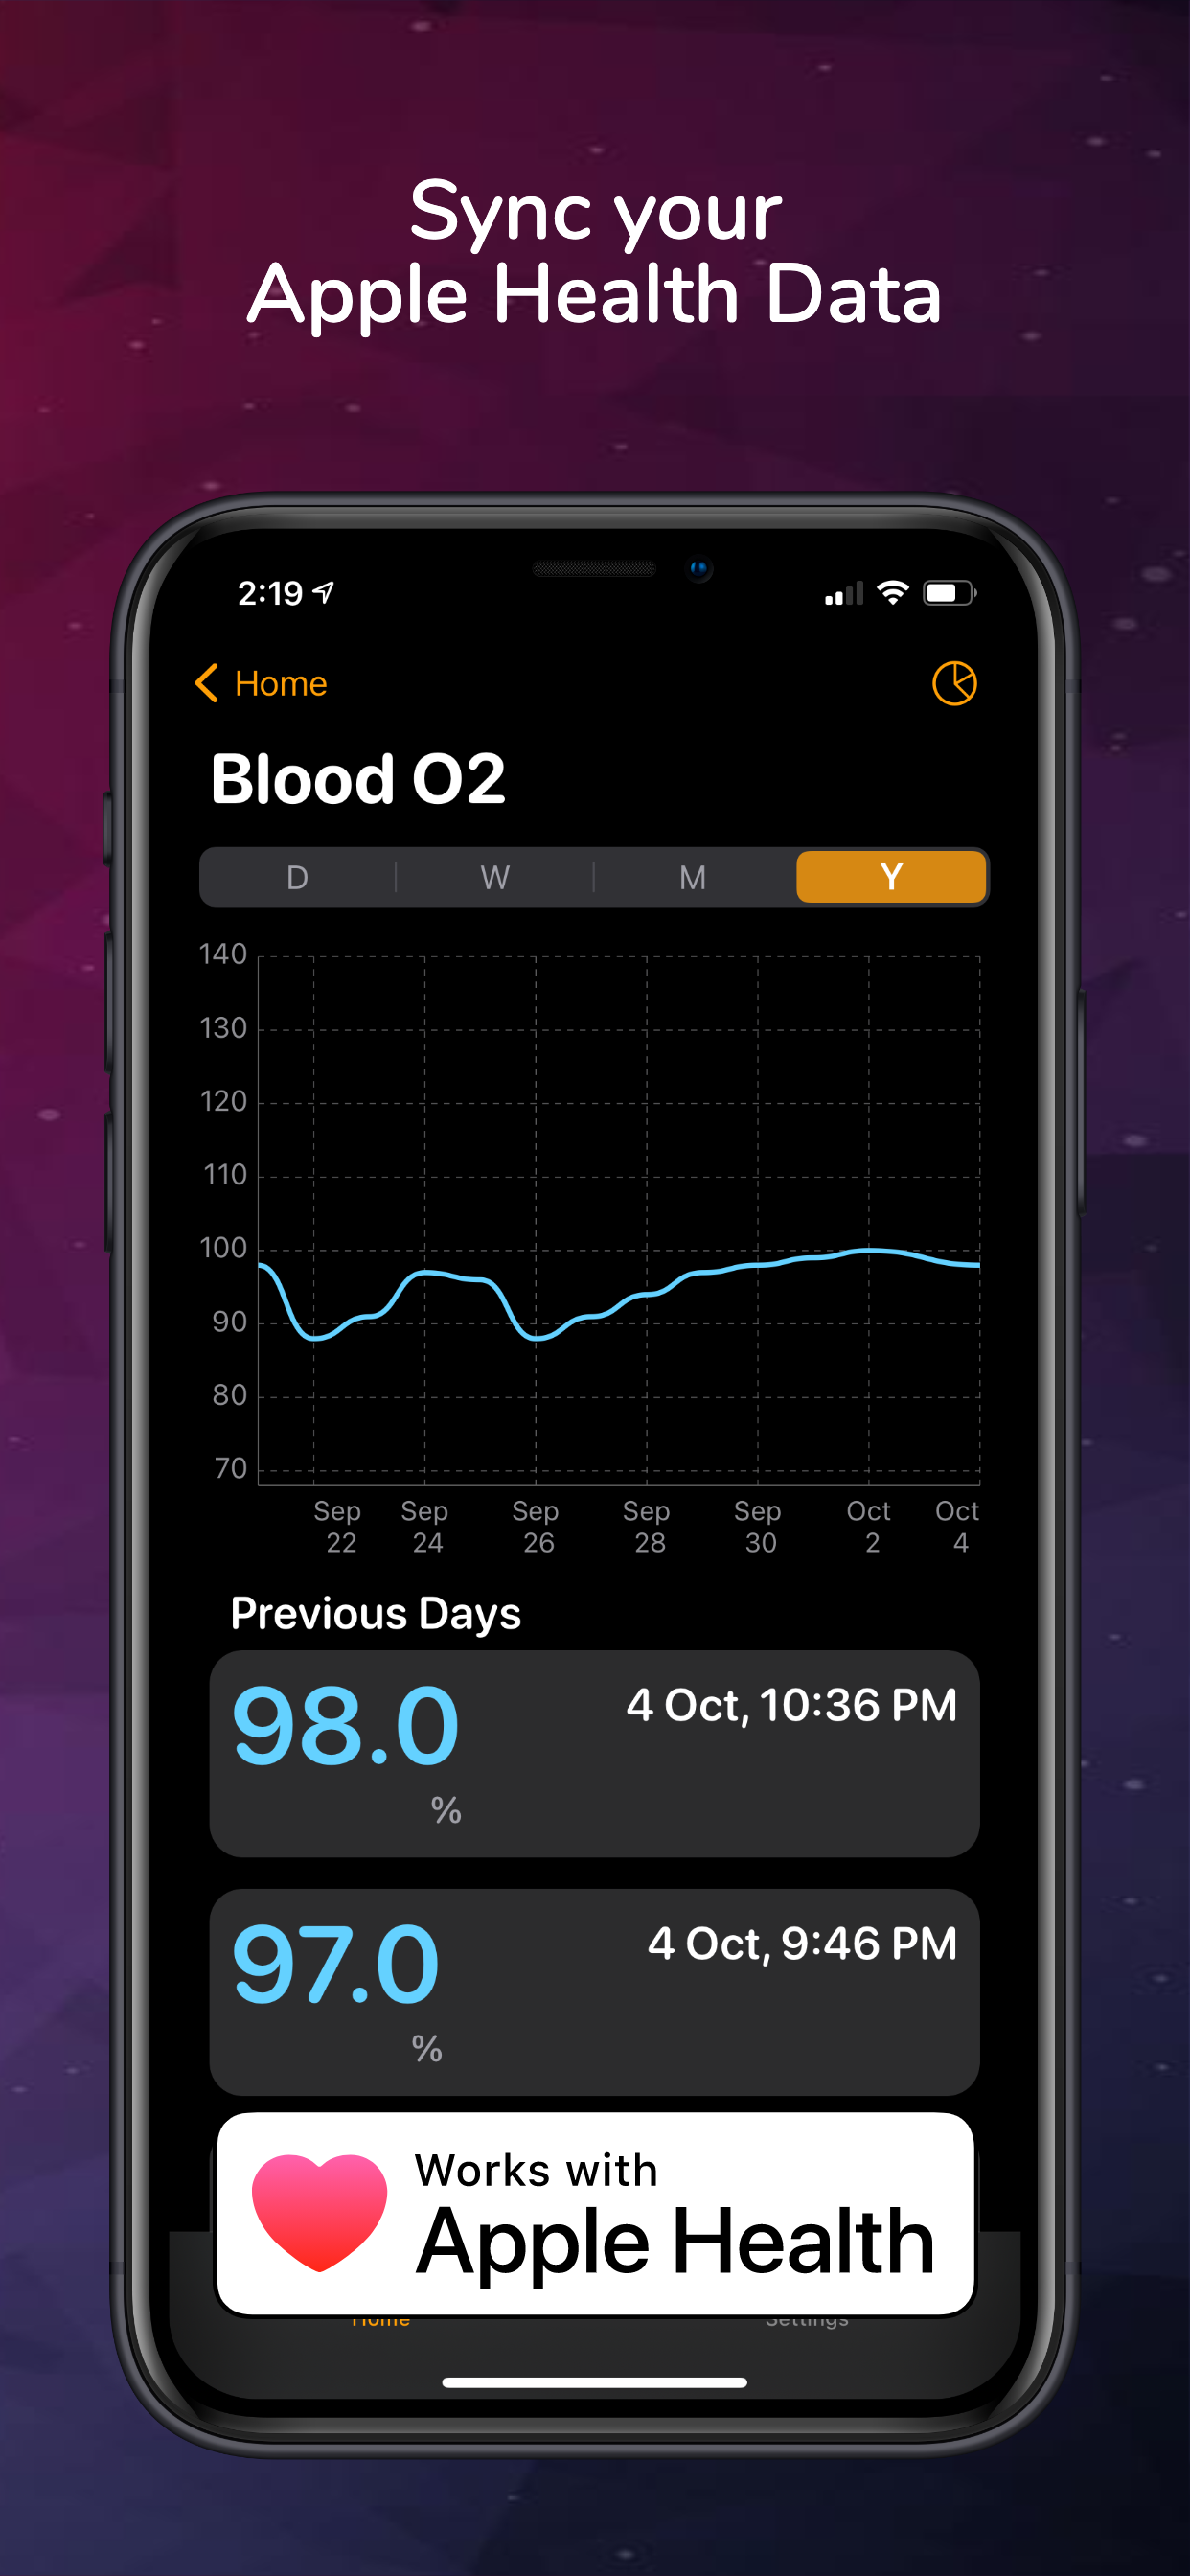 Sync your
Apple Health Data
2:19
Home
Blood O2
D W M Y
140
130
120
110
100
90
80
70
Sep 22 Sep 24 Sep 26 Sep 28 Sep 30 Oct 2 Oct 4
Previous Days
98.0 4 Oct, 10:36 PM
%
97.0 4 Oct, 9:46 PM
%
Works with
Apple Health
Home Settings